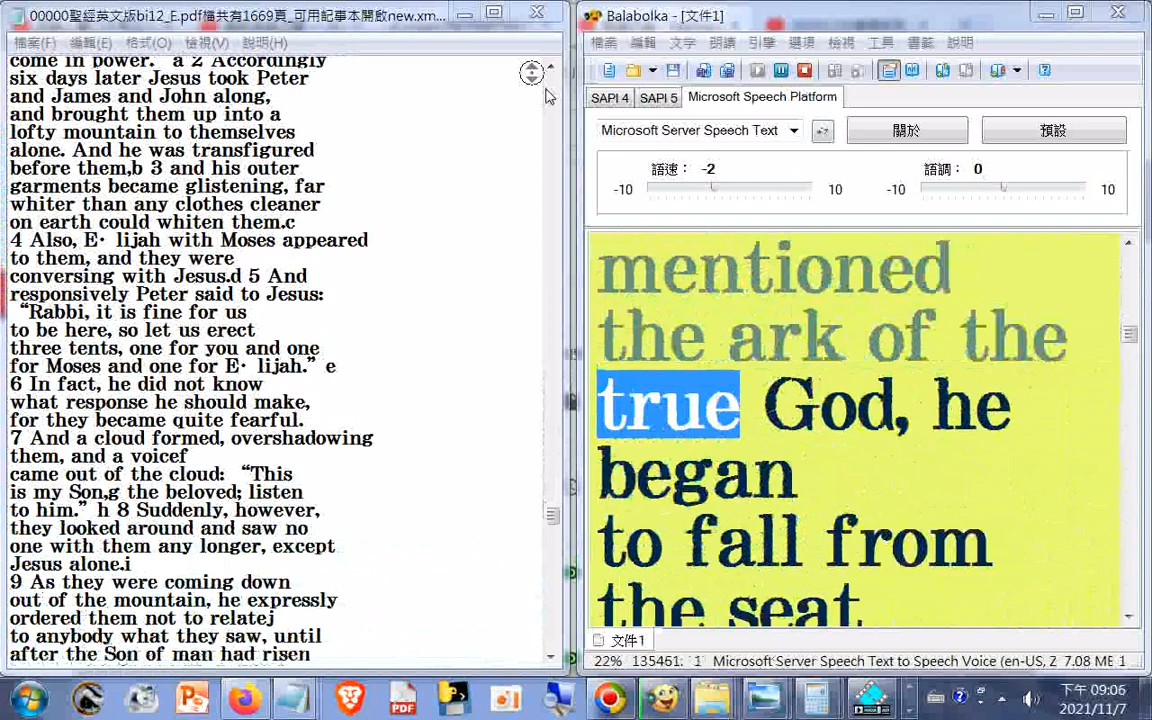 00000聖經英文版bi12_E.pdf檔共有1669頁_可用記事本開啟new.xm...
檔案(F) 編輯(E) 格式(O) 檢視(V) 說明(H)
come in power.” a 2 Accordingly
six days later Jesus took Peter
and James and John along,
and brought them up into a
lofty mountain to themselves
alone. And he was transfigured
before them,b 3 and his outer
garments became glistening, far
whiter than any clothes cleaner
on earth could whiten them.c
4 Also, E· lijah with Moses appeared
to them, and they were
conversing with Jesus.d 5 And
responsively Peter said to Jesus:
“Rabbi, it is fine for us
to be here, so let us erect
three tents, one for you and one
for Moses and one for E· lijah.” e
6 In fact, he did not know
what response he should make,
for they became quite fearful.
7 And a cloud formed, overshadowing
them, and a voicef
came out of the cloud: “This
is my Son,g the beloved; listen
to him.” h 8 Suddenly, however,
they looked around and saw no
one with them any longer, except
Jesus alone.i
9 As they were coming down
out of the mountain, he expressly
ordered them not to relatej
to anybody what they saw, until
after the Son of man had risen
Balabolka - [文件1]
檔案 編輯 文字 朗讀 引擎 選項 檢視 工具 書籤 說明
SAPI 4 SAPI 5 Microsoft Speech Platform
Microsoft Server Speech Text 關於 預設
語速： -2 語調： 0
-10 10 -10 10
mentioned
the ark of the
true God, he
began
to fall from
the seat
文件1
22% 135461: 1 Microsoft Server Speech Text to Speech Voice (en-US, Z 7.08 MB 1
PDF
下午 09:06
2021/11/7